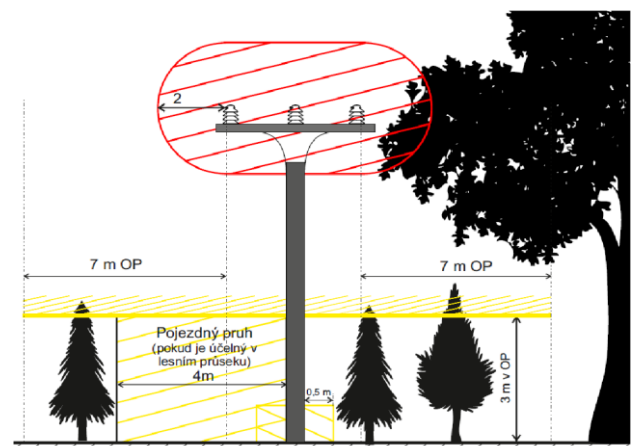 2
7 m OP
7 m OP
Pojezdný pruh
(pokud je účelný v
lesním průseku)
4m
0,5 m
3 m v OP